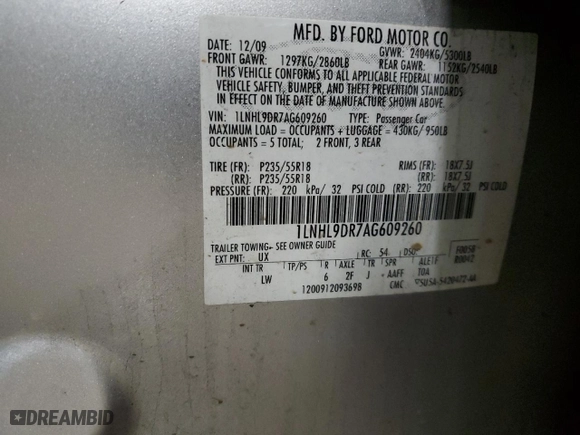 MFD. BY FORD MOTOR CO.
DATE: 12/09 GVWR: 2404KG/5300LB
FRONT GAWR: 1297KG/2860LB REAR GAWR: 1152KG/2540LB
THIS VEHICLE CONFORMS TO ALL APPLICABLE FEDERAL MOTOR
VEHICLE SAFETY, BUMPER, AND THEFT PREVENTION STANDARDS
IN EFFECT ON THE DATE OF MANUFACTURE SHOWN ABOVE.
VIN: 1LNHL9DR7AG609260 TYPE: Passenger Car
MAXIMUM LOAD = OCCUPANTS + LUGGAGE = 430KG/ 950LB
OCCUPANTS = 5 TOTAL; 2 FRONT, 3 REAR
TIRE (FR): P235/55R18 RIMS (FR): 18X7.5J
(RR): P235/55R18 (RR): 18X7.5J
PRESSURE (FR): 220 kPa/ 32 PSI COLD (RR): 220 kPa/ 32 PSI COLD
1LNHL9DR7AG609260
TRAILER TOWING- SEE OWNER GUIDE
EXT PNT: UX RC: 54 DSO: F0058
INT TR TP/PS R AXLE TR SPR R0047
LW 6 2F J AAFF TDA
1200912093698 CMC
DREAMBID